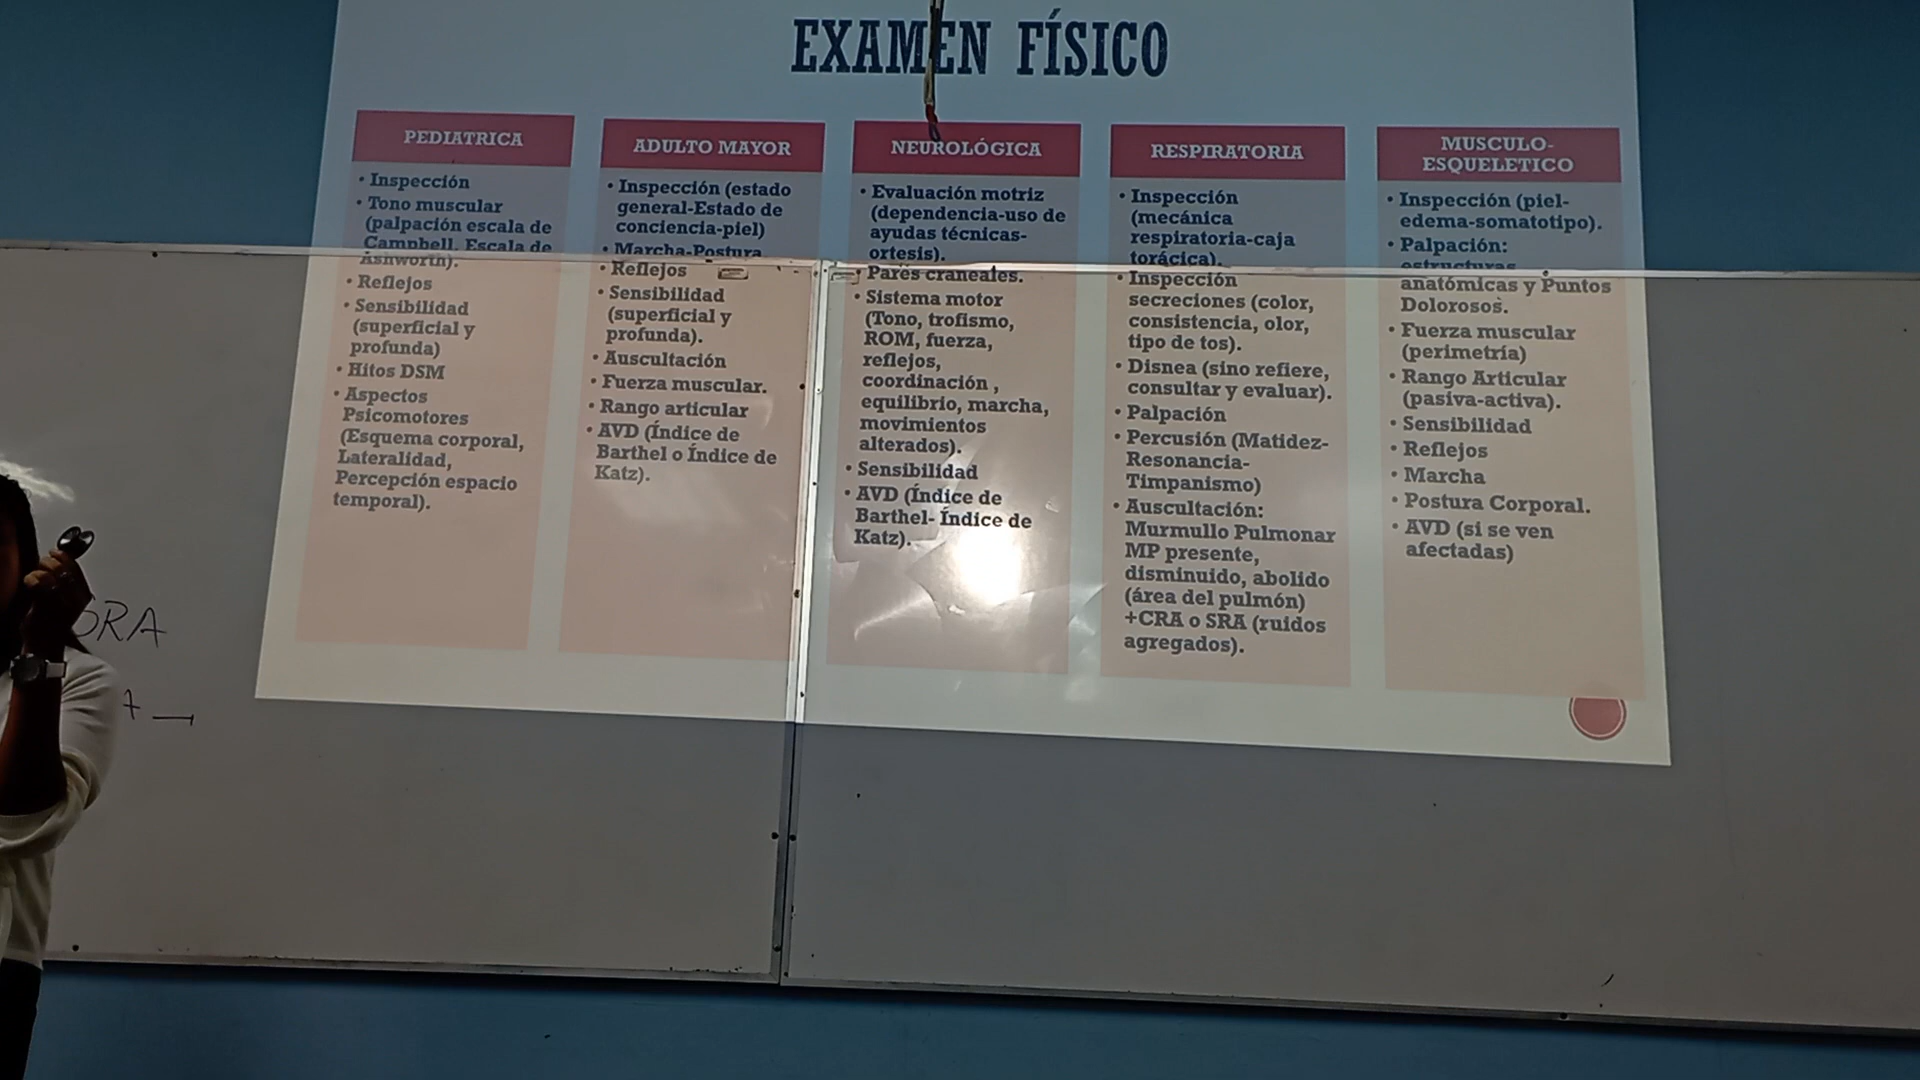 EXAMEN FÍSICO
PEDIATRICA
• Inspección
• Tono muscular
(palpación escala de
Campbell. Escala de
Ashworth).
• Reflejos
• Sensibilidad
(superficial y
profunda)
• Hitos DSM
• Aspectos
Psicomotores
(Esquema corporal,
Lateralidad,
Percepción espacio
temporal).
ADULTO MAYOR
• Inspección (estado
general-Estado de
conciencia-piel)
• Marcha-Postura
• Reflejos
• Sensibilidad
(superficial y
profunda).
• Auscultación
• Fuerza muscular.
• Rango articular
• AVD (Índice de
Barthel o Índice de
Katz).
NEUROLÓGICA
• Evaluación motriz
(dependencia-uso de
ayudas técnicas-
ortesis).
• Pares craneales.
• Sistema motor
(Tono, trofismo,
ROM, fuerza,
reflejos,
coordinación ,
equilibrio, marcha,
movimientos
alterados).
• Sensibilidad
• AVD (Índice de
Barthel- Índice de
Katz).
RESPIRATORIA
• Inspección
(mecánica
respiratoria-caja
torácica).
• Inspección
secreciones (color,
consistencia, olor,
tipo de tos).
• Disnea (sino refiere,
consultar y evaluar).
• Palpación
• Percusión (Matidez-
Resonancia-
Timpanismo)
• Auscultación:
Murmullo Pulmonar
MP presente,
disminuido, abolido
(área del pulmón)
+CRA o SRA (ruidos
agregados).
MUSCULO-
ESQUELETICO
• Inspección (piel-
edema-somatotipo).
• Palpación:
estructuras
anatómicas y Puntos
Dolorosos.
• Fuerza muscular
(perimetría)
• Rango Articular
(pasiva-activa).
• Sensibilidad
• Reflejos
• Marcha
• Postura Corporal.
• AVD (si se ven
afectadas)
+ —